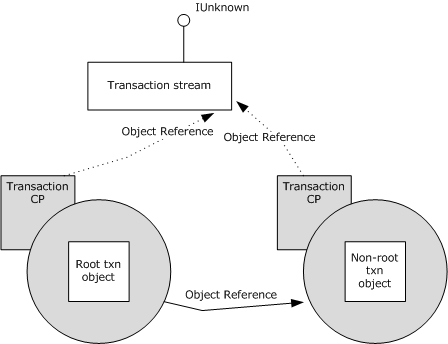 IUnknown
Transaction stream
Object Reference
Object Reference
Transaction
CP
Transaction
CP
Root txn
object
Non-root
txn
object
Object Reference